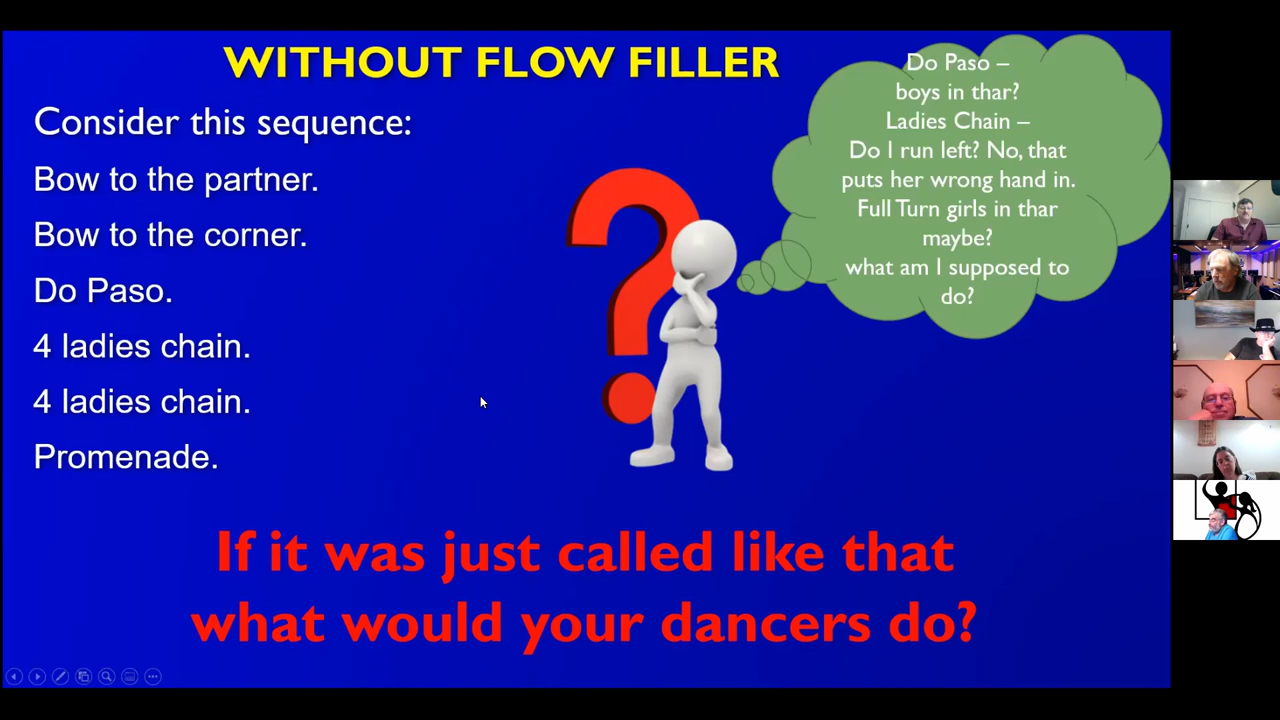 WITHOUT FLOW FILLER
Consider this sequence:
Bow to the partner.
Bow to the corner.
Do Paso.
4 ladies chain.
4 ladies chain.
Promenade.
Do Paso –
boys in thar?
Ladies Chain –
Do I run left? No, that
puts her wrong hand in.
Full Turn girls in thar
maybe?
what am I supposed to
do?
If it was just called like that
what would your dancers do?